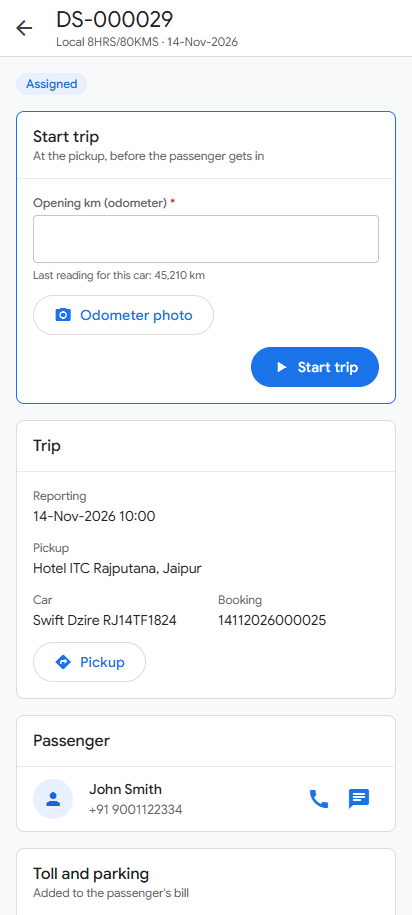 DS-000029
Local 8HRS/80KMS · 14-Nov-2026
Assigned
Start trip
At the pickup, before the passenger gets in
Opening km (odometer) *
Last reading for this car: 45,210 km
Odometer photo
Start trip
Trip
Reporting
14-Nov-2026 10:00
Pickup
Hotel ITC Rajputana, Jaipur
Car
Booking
Swift Dzire RJ14TF1824
14112026000025
Pickup
Passenger
John Smith
+91 9001122334
Toll and parking
Added to the passenger's bill